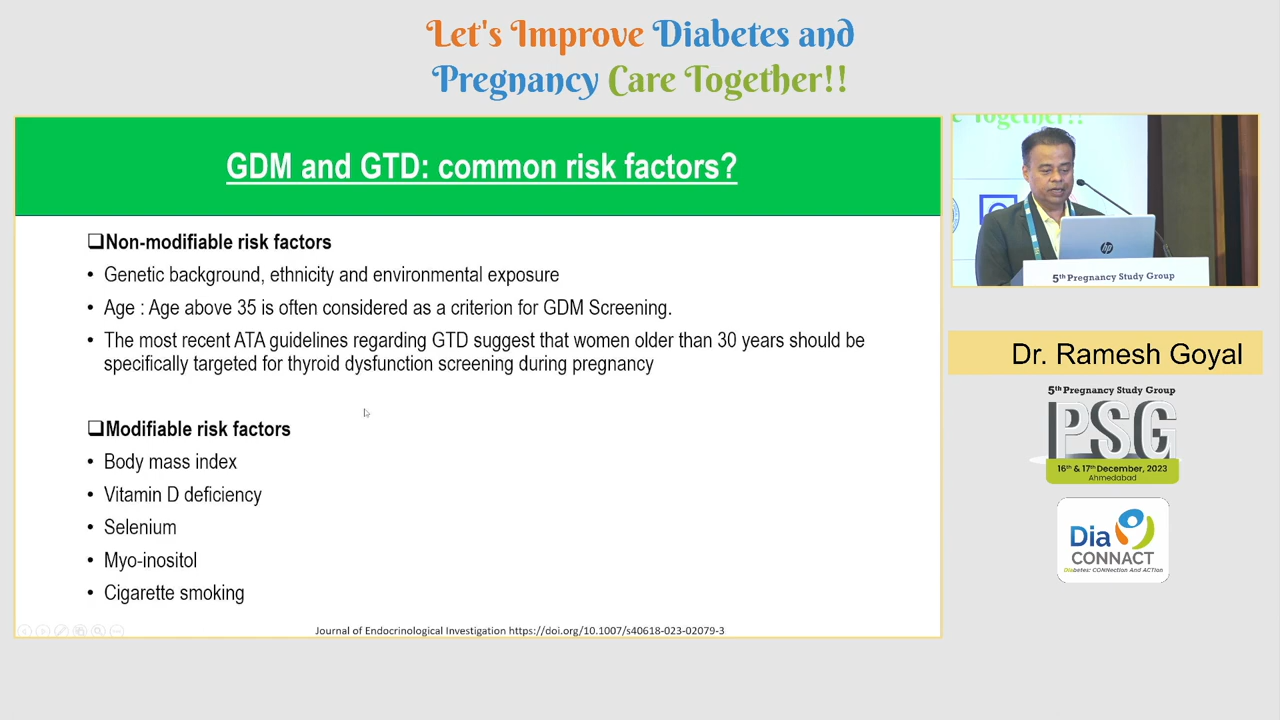 Let's Improve Diabetes and
Pregnancy Care Together!!
GDM and GTD: common risk factors?
❑Non-modifiable risk factors
• Genetic background, ethnicity and environmental exposure
• Age : Age above 35 is often considered as a criterion for GDM Screening.
• The most recent ATA guidelines regarding GTD suggest that women older than 30 years should be
specifically targeted for thyroid dysfunction screening during pregnancy
❑Modifiable risk factors
• Body mass index
• Vitamin D deficiency
• Selenium
• Myo-inositol
• Cigarette smoking
Journal of Endocrinological Investigation https://doi.org/10.1007/s40618-023-02079-3
e Together!!
hp
5th Pregnancy Study Group
Dr. Ramesh Goyal
5th Pregnancy Study Group
PSG
16th & 17th December, 2023
Ahmedabad
Dia
CONNACT
Diabetes: CONNection And ACTion